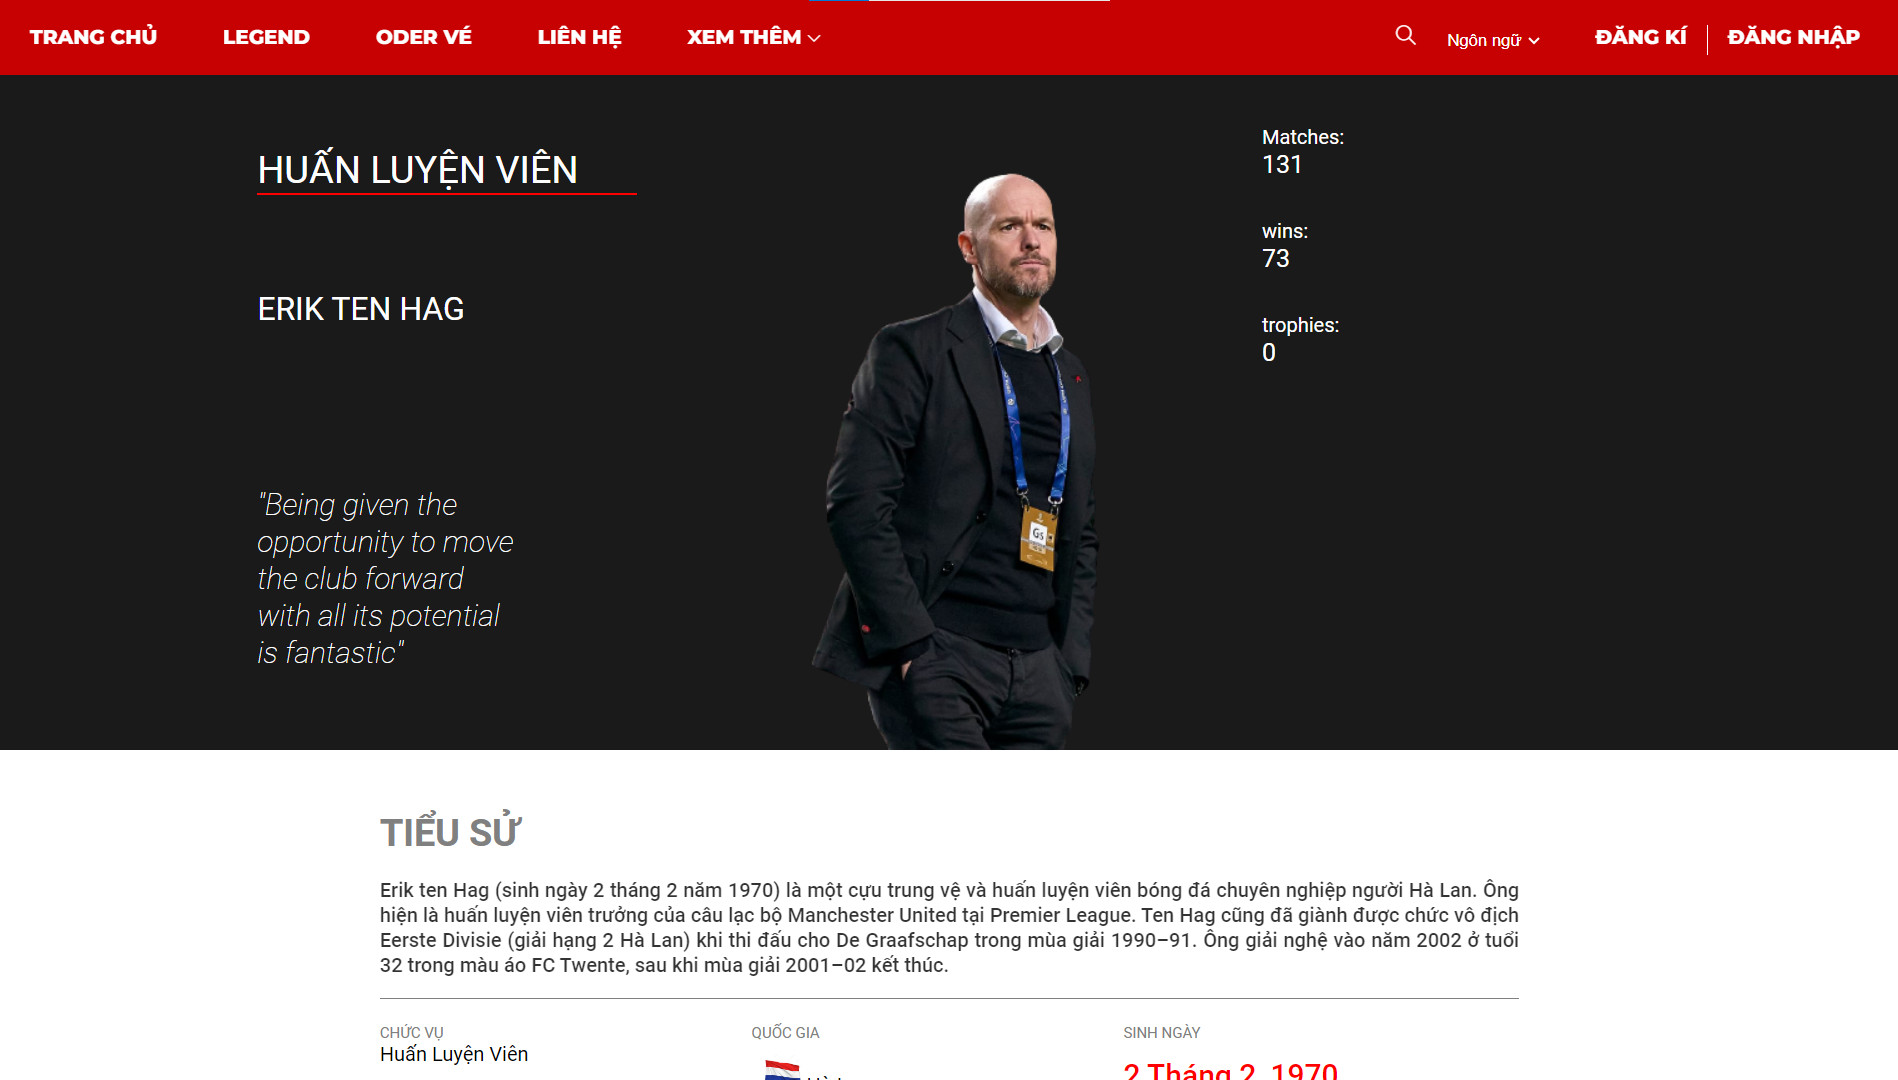 TRANG CHỦ LEGEND ODER VÉ LIÊN HỆ XEM THÊM Ngôn ngữ ĐĂNG KÍ ĐĂNG NHẬP
HUẤN LUYỆN VIÊN
ERIK TEN HAG
"Being given the
opportunity to move
the club forward
with all its potential
is fantastic"
Matches:
131
wins:
73
trophies:
0
TIỂU SỬ
Erik ten Hag (sinh ngày 2 tháng 2 năm 1970) là một cựu trung vệ và huấn luyện viên bóng đá chuyên nghiệp người Hà Lan. Ông
hiện là huấn luyện viên trưởng của câu lạc bộ Manchester United tại Premier League. Ten Hag cũng đã giành được chức vô địch
Eerste Divisie (giải hạng 2 Hà Lan) khi thi đấu cho De Graafschap trong mùa giải 1990–91. Ông giải nghệ vào năm 2002 ở tuổi
32 trong màu áo FC Twente, sau khi mùa giải 2001–02 kết thúc.
CHỨC VỤ QUỐC GIA SINH NGÀY
Huấn Luyện Viên
2 Tháng 2, 1970